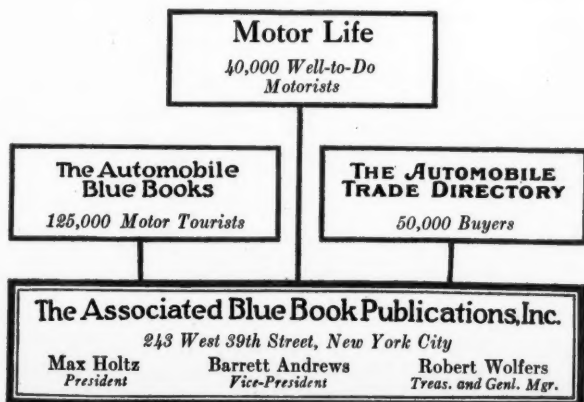 Motor Life
40,000 Well-to-Do
Motorists
The Automobile
Blue Books
125,000 Motor Tourists
THE AUTOMOBILE
TRADE DIRECTORY
50,000 Buyers
The Associated Blue Book Publications, Inc.
243 West 39th Street, New York City
Max Holtz Barrett Andrews Robert Wolfers
President Vice-President Treas. and Genl. Mgr.